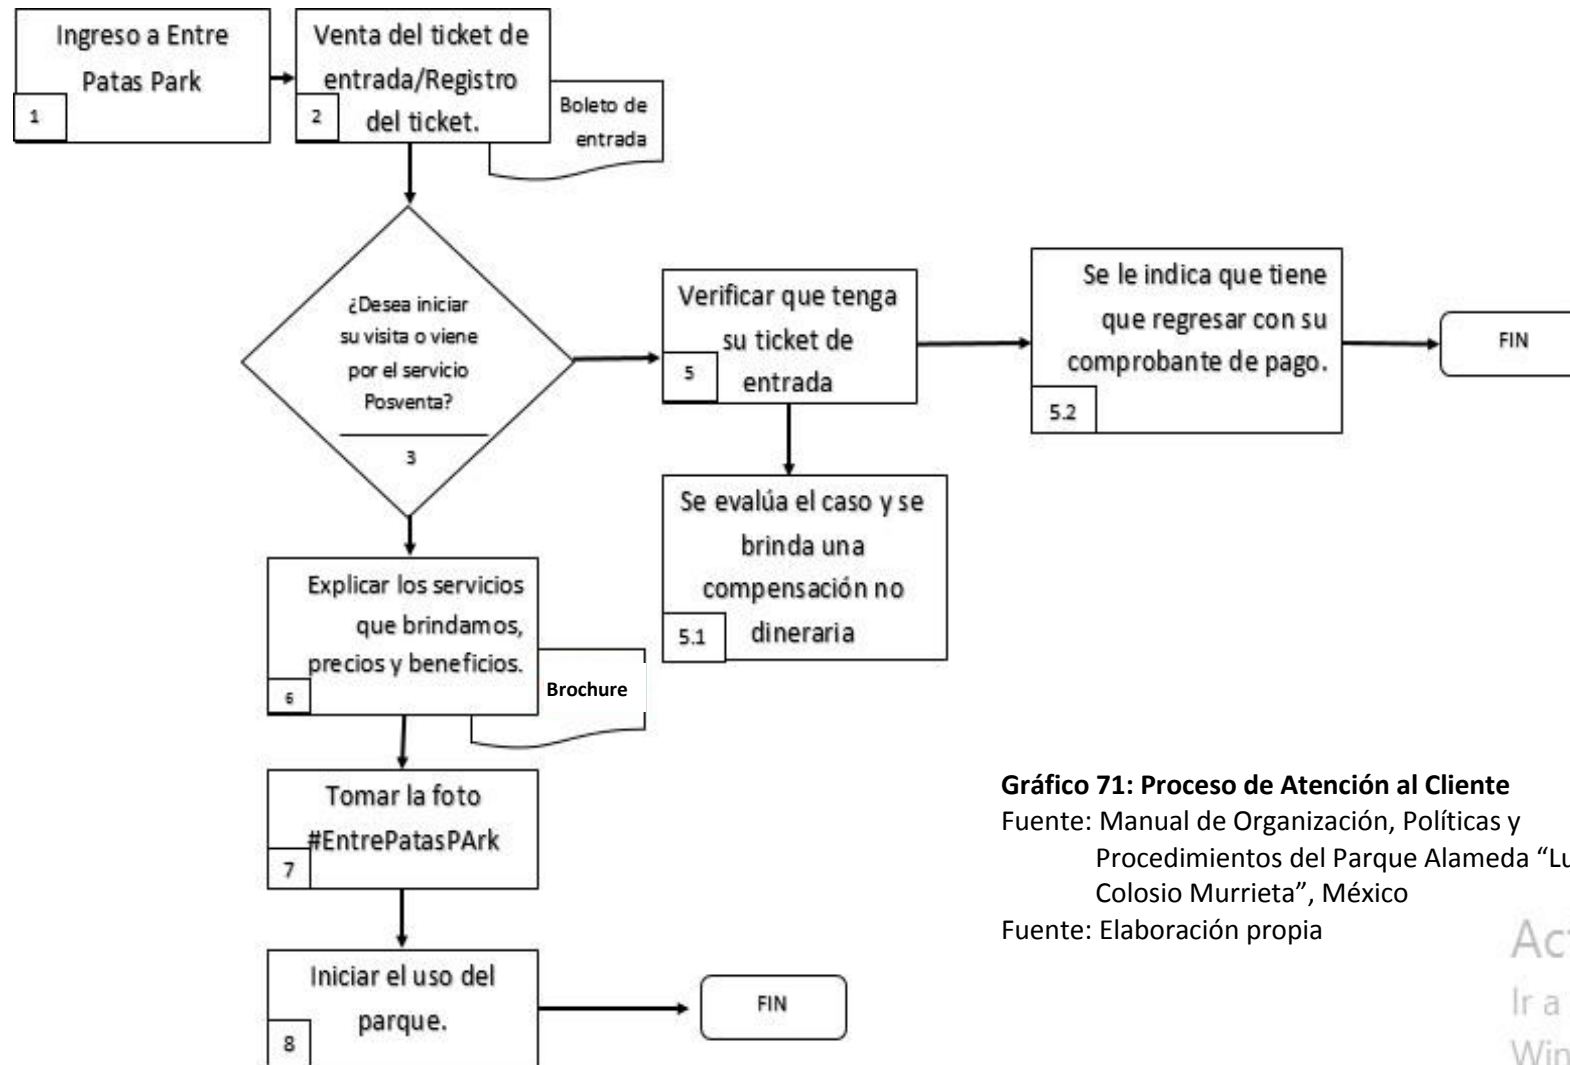 Ingreso a Entre
Patas Park
1
Venta del ticket de
entrada/Registro
del ticket.
2
Boleto de
entrada
¿Desea iniciar
su visita o viene
por el servicio
Posventa?
3
Verificar que tenga
su ticket de
entrada
5
Se le indica que tiene
que regresar con su
comprobante de pago.
5.2
FIN
Se evalúa el caso y se
brinda una
compensación no
dineraria
5.1
Explicar los servicios
que brindamos,
precios y beneficios.
6
Brochure
Tomar la foto
#EntrePatasPArk
7
Iniciar el uso del
parque.
8
FIN
Gráfico 71: Proceso de Atención al Cliente
Fuente: Manual de Organización, Políticas y
Procedimientos del Parque Alameda “Lu
Colosio Murrieta”, México
Fuente: Elaboración propia
Ir a